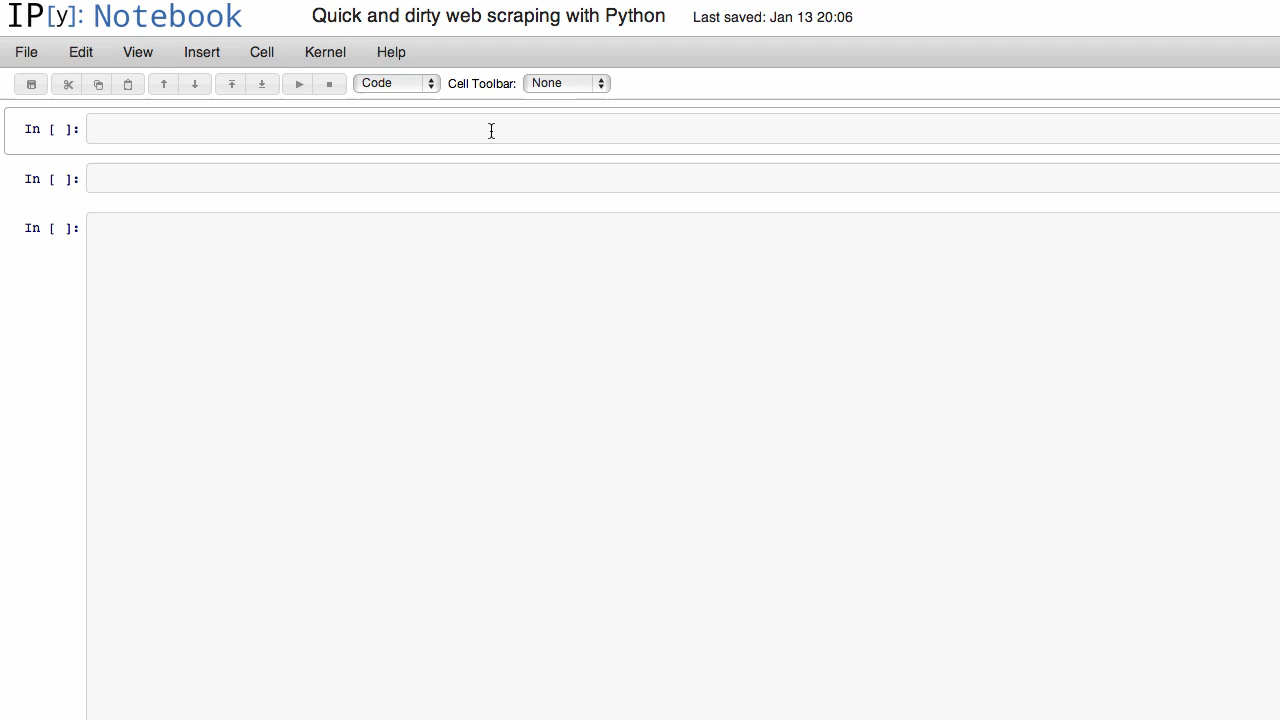 IP[y]: Notebook Quick and dirty web scraping with Python Last saved: Jan 13 20:06
File Edit View Insert Cell Kernel Help
Code Cell Toolbar: None
In [ ]:
In [ ]:
In [ ]: